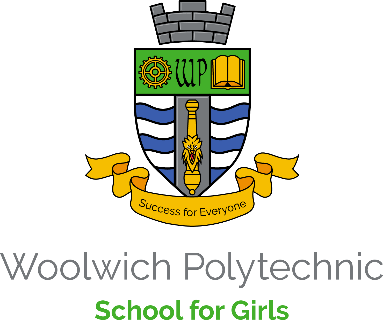 WP
Success for Everyone
Woolwich Polytechnic
School for Girls